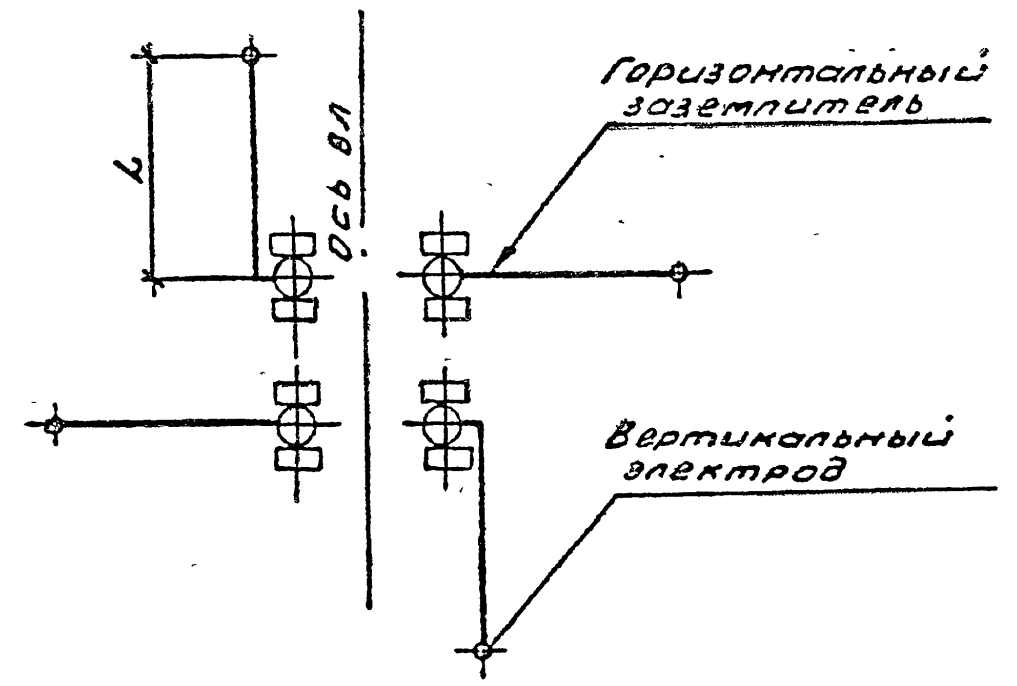 L
Ось ВЛ
Горизонтальный
заземлитель
Вертикальный
электрод